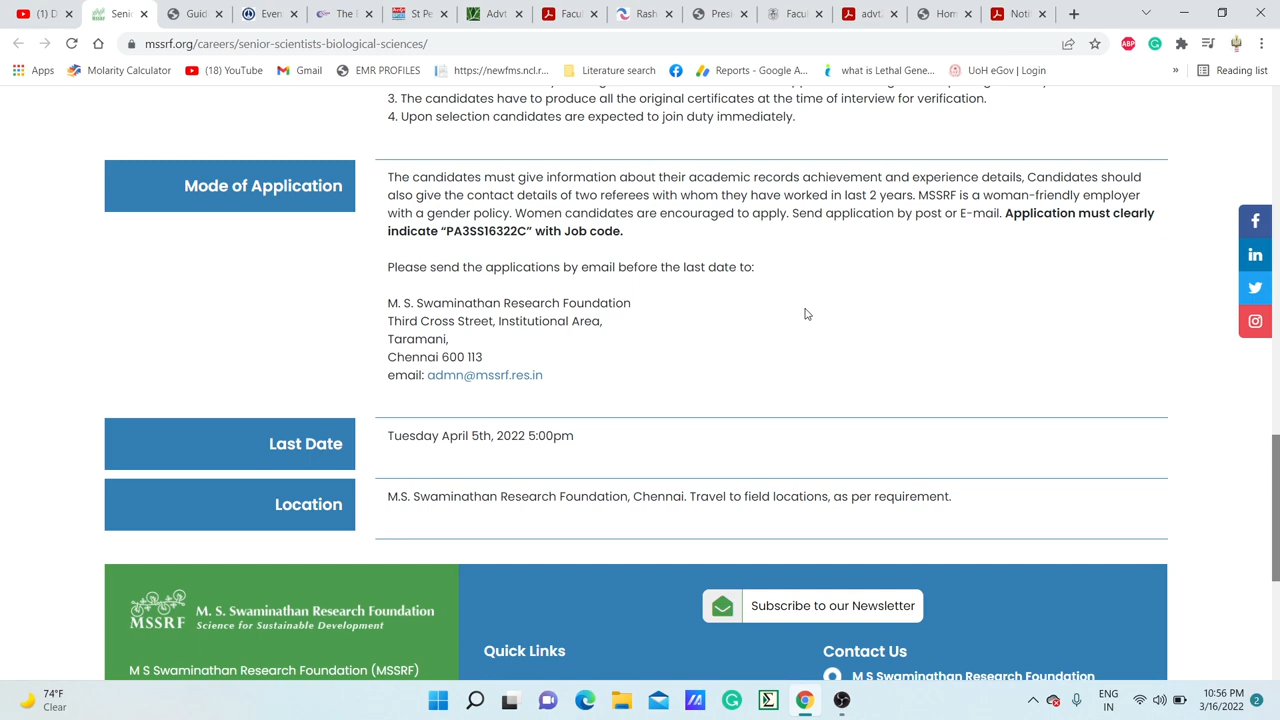 (1) D
Senic
Guid
Even
The E
St Pe
Advt
Facu
Rash
Presi
Facu
advt3
Hom
Noti
mssrf.org/careers/senior-scientists-biological-sciences/
Apps
Molarity Calculator
(18) YouTube
Gmail
EMR PROFILES
https://newfms.ncl.r...
Literature search
Reports - Google A...
what is Lethal Gene...
UoH eGov | Login
»
Reading list
3. The candidates have to produce all the original certificates at the time of interview for verification.
4. Upon selection candidates are expected to join duty immediately.
Mode of Application
The candidates must give information about their academic records achievement and experience details, Candidates should
also give the contact details of two referees with whom they have worked in last 2 years. MSSRF is a woman-friendly employer
with a gender policy. Women candidates are encouraged to apply. Send application by post or E-mail. Application must clearly
indicate “PA3SS16322C” with Job code.
Please send the applications by email before the last date to:
M. S. Swaminathan Research Foundation
Third Cross Street, Institutional Area,
Taramani,
Chennai 600 113
email: admn@mssrf.res.in
Last Date
Tuesday April 5th, 2022 5:00pm
Location
M.S. Swaminathan Research Foundation, Chennai. Travel to field locations, as per requirement.
MSSRF
M. S. Swaminathan Research Foundation
Science for Sustainable Development
Subscribe to our Newsletter
M S Swaminathan Research Foundation (MSSRF)
Quick Links
Contact Us
M S Swaminathan Research Foundation
74°F
Clear
ENG
IN
10:56 PM
3/16/2022
2